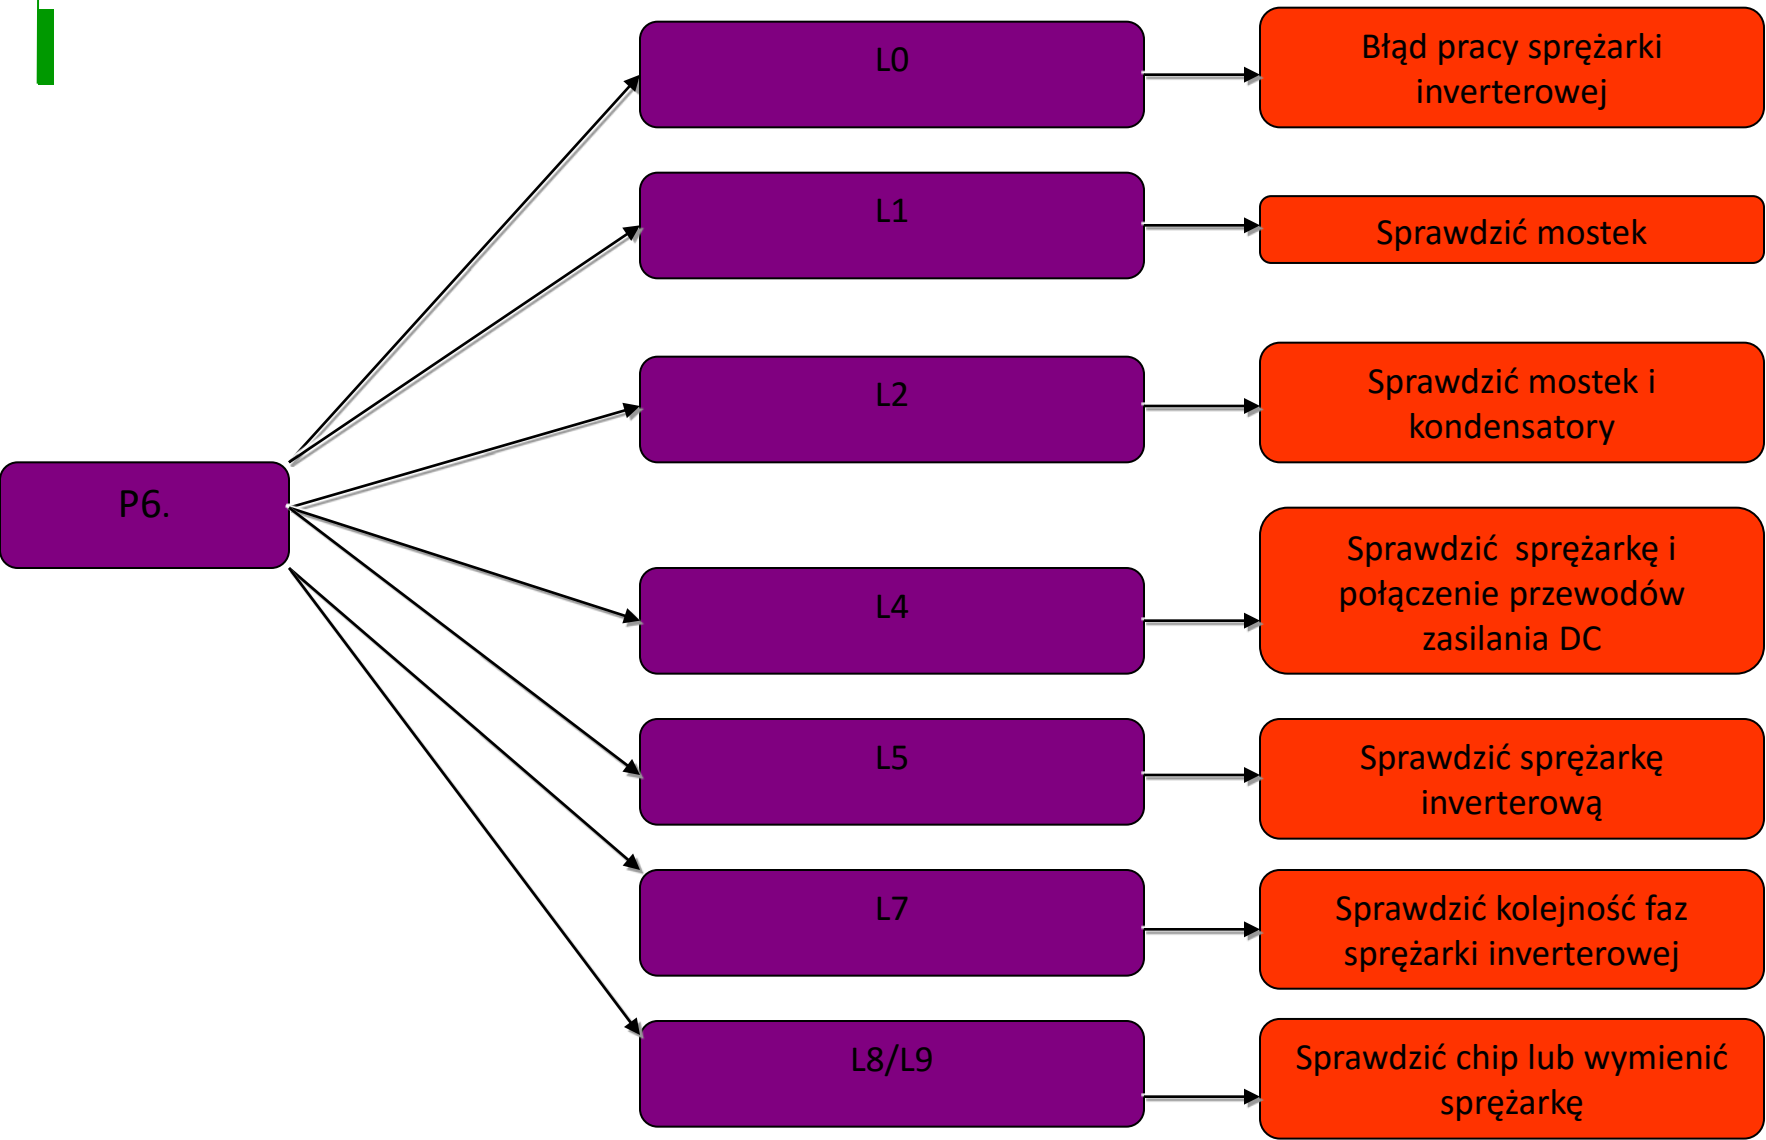 P6.
L0
Błąd pracy sprężarki
inverterowej
L1
Sprawdzić mostek
L2
Sprawdzić mostek i
kondensatory
L4
Sprawdzić sprężarkę i
połączenie przewodów
zasilania DC
L5
Sprawdzić sprężarkę
inverterową
L7
Sprawdzić kolejność faz
sprężarki inverterowej
L8/L9
Sprawdzić chip lub wymienić
sprężarkę